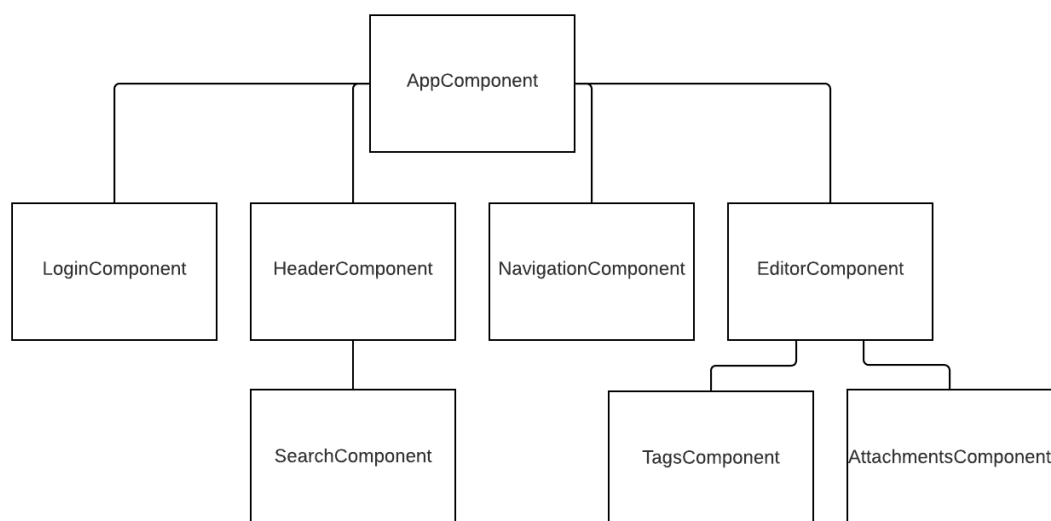 AppComponent
LoginComponent
HeaderComponent
NavigationComponent
EditorComponent
SearchComponent
TagsComponent
AttachmentsComponent